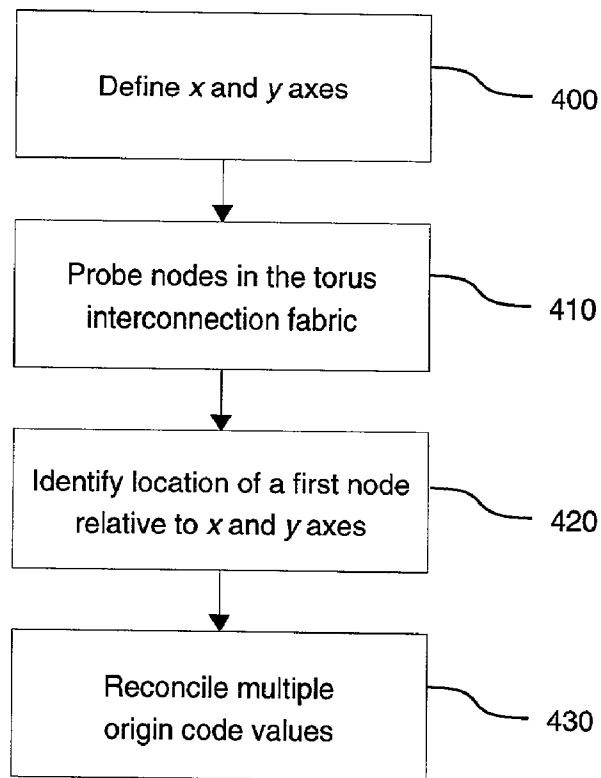 Define x and y axes
400
Probe nodes in the torus
interconnection fabric
410
Identify location of a first node
relative to x and y axes
420
Reconcile multiple
origin code values
430